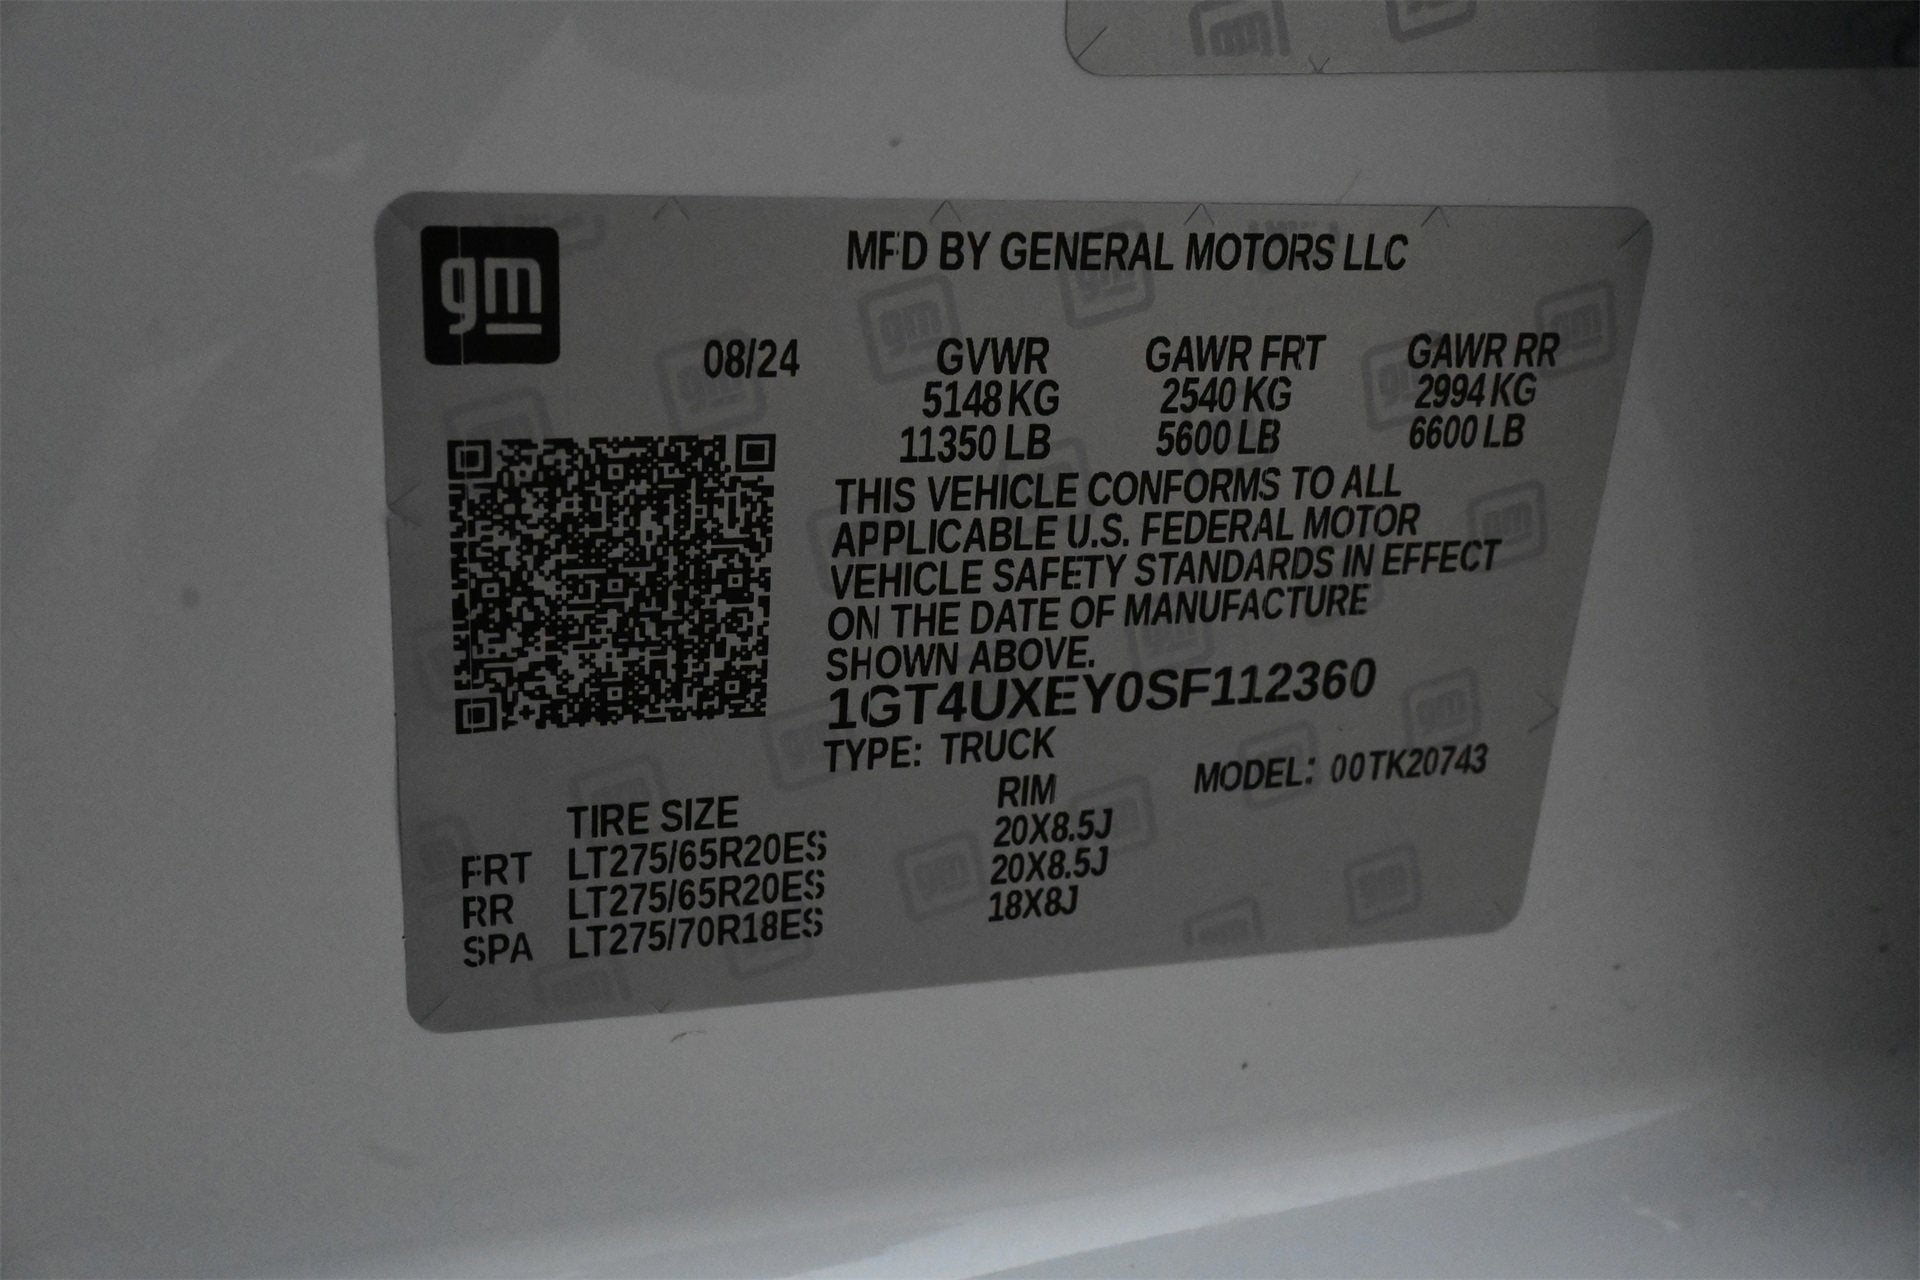 gm
MFD BY GENERAL MOTORS LLC
08/24 GVWR GAWR FRT GAWR RR
5148 KG 2540 KG 2994 KG
11350 LB 5600 LB 6600 LB
THIS VEHICLE CONFORMS TO ALL
APPLICABLE U.S. FEDERAL MOTOR
VEHICLE SAFETY STANDARDS IN EFFECT
ON THE DATE OF MANUFACTURE
SHOWN ABOVE.
1GT4UXEY0SF112360
TYPE: TRUCK
MODEL: 00TK20743
TIRE SIZE RIM
FRT LT275/65R20ES 20X8.5J
RR LT275/65R20ES 20X8.5J
SPA LT275/70R18ES 18X8J